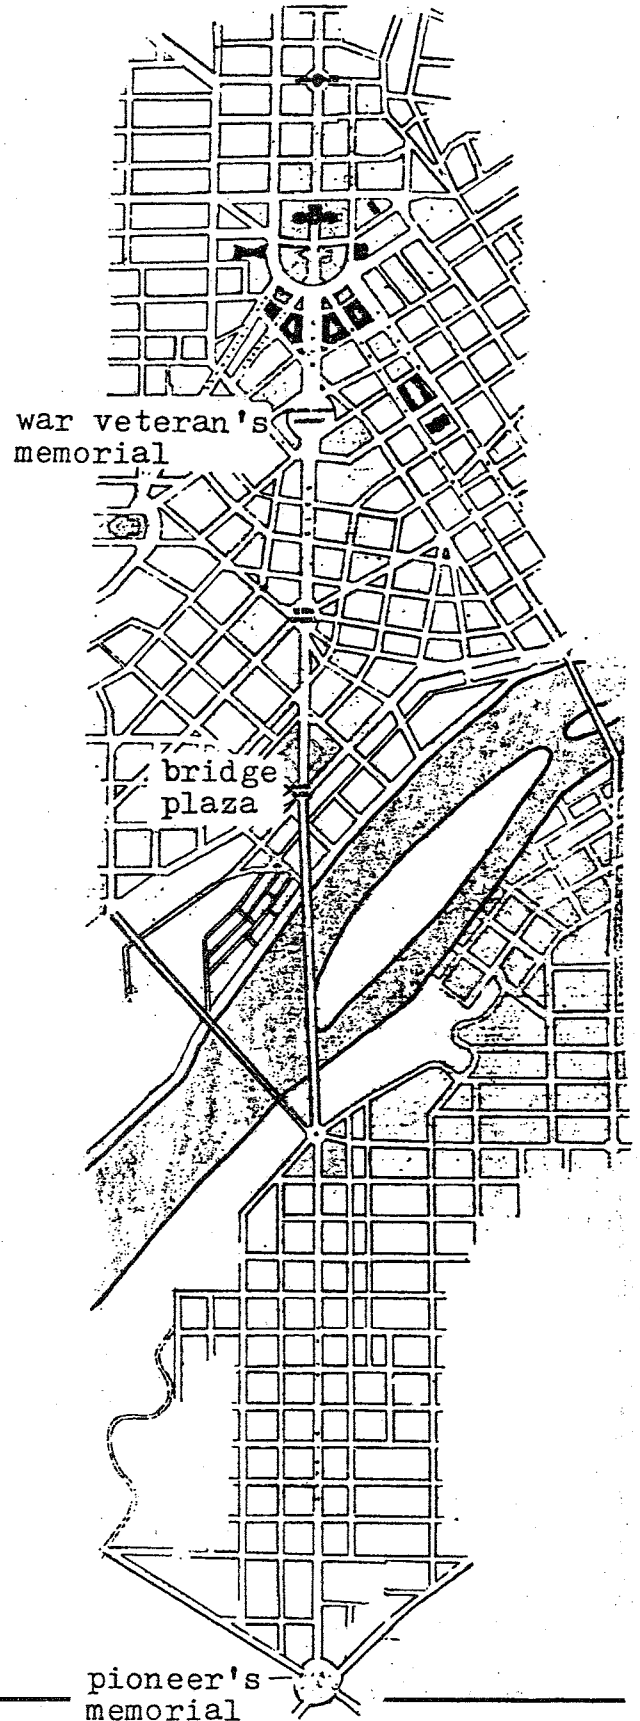 war veteran's
memorial
bridge
plaza
pioneer's
memorial